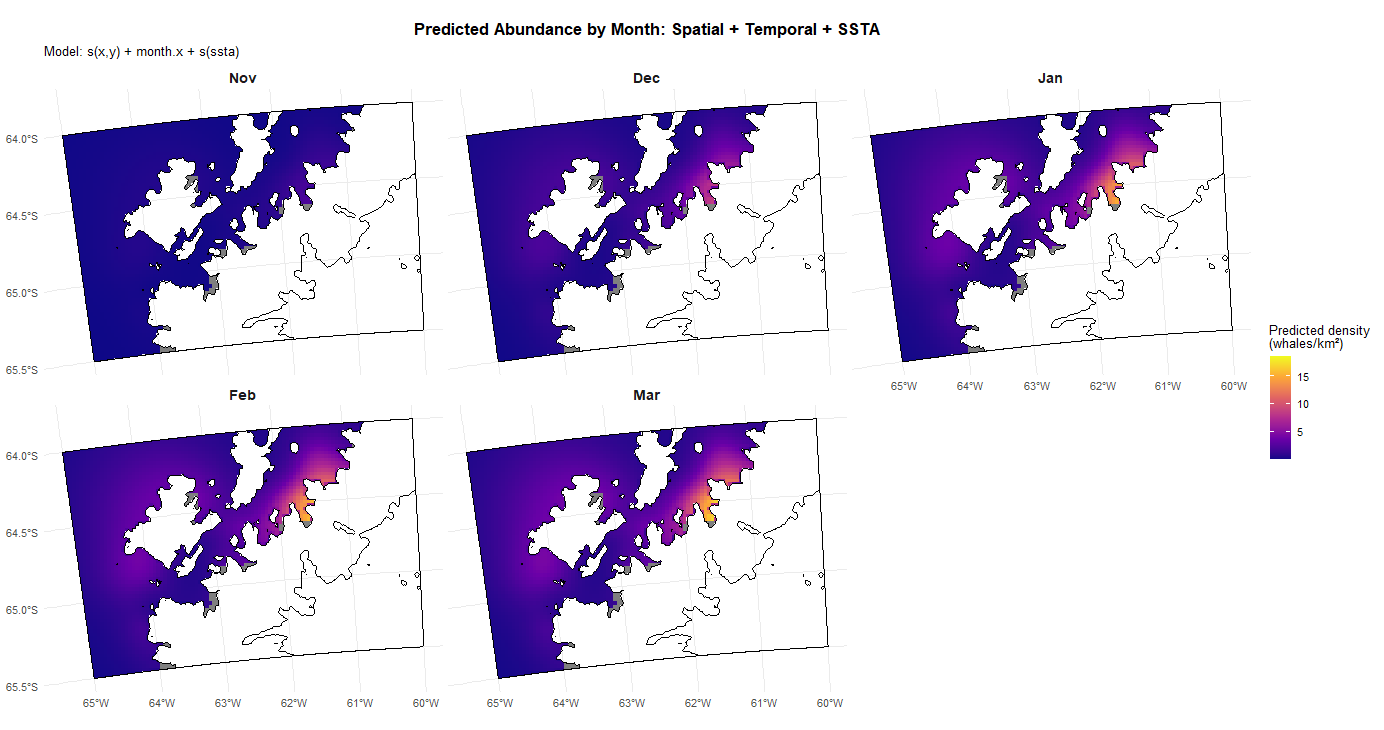 Predicted Abundance by Month: Spatial + Temporal + SSTA
Model: s(x,y) + month.x + s(ssta)
Nov
Dec
Jan
64.0°S
64.5°S
65.0°S
65.5°S
65°W
64°W
63°W
62°W
61°W
60°W
Predicted density
(whales/km²)
15
10
5
Feb
Mar
64.0°S
64.5°S
65.0°S
65.5°S
65°W
64°W
63°W
62°W
61°W
60°W
65°W
64°W
63°W
62°W
61°W
60°W